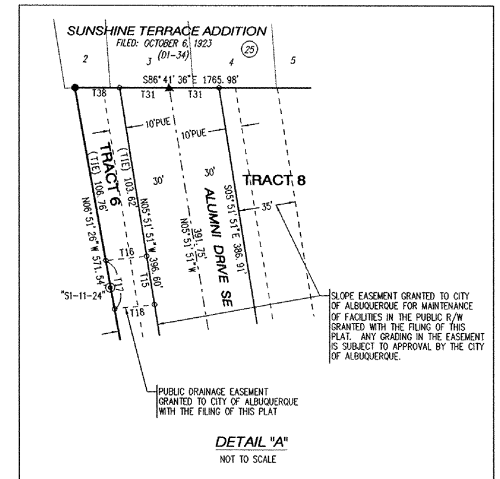 SUNSHINE TERRACE ADDITION
FILED: OCTOBER 6, 1923
(D1-34)
25
2
3
4
5
S86°41'36"E 1765.98'
T38
T31
T31
10'PUE
10'PUE
TRACT 6
(TIE) 106.76'
N06°51'26"W 571.54'
(TIE) 103.62'
N05°51'51"W 396.60'
30'
30'
391.75'
N05°51'51"W
ALUMNI DRIVE SE
S05°51'51"E 386.91'
TRACT 8
35'
T16
T15
T17
T18
"S1-11-24"
SLOPE EASEMENT GRANTED TO CITY
OF ALBUQUERQUE FOR MAINTENANCE
OF FACILITIES IN THE PUBLIC R/W
GRANTED WITH THE FILING OF THIS
PLAT. ANY GRADING IN THE EASEMENT
IS SUBJECT TO APPROVAL BY THE CITY
OF ALBUQUERQUE.
PUBLIC DRAINAGE EASEMENT
GRANTED TO CITY OF ALBUQUERQUE
WITH THE FILING OF THIS PLAT
DETAIL "A"
NOT TO SCALE